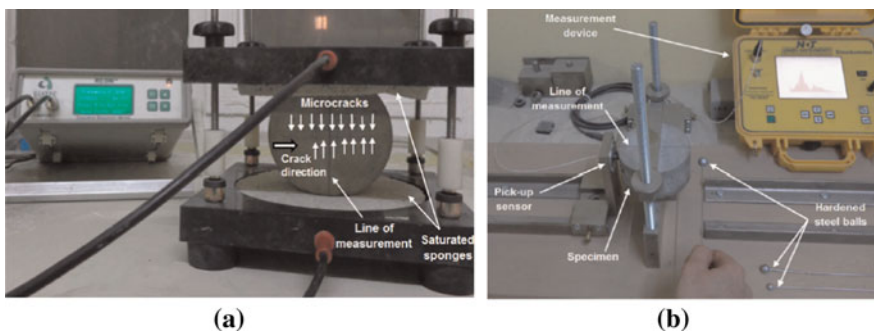 Microcracks
Crack
direction
Line of
measurement
Saturated
sponges
(a)
Measurement
device
NDT
Line of
measurement
Pick-up
sensor
Specimen
Hardened
steel balls
(b)